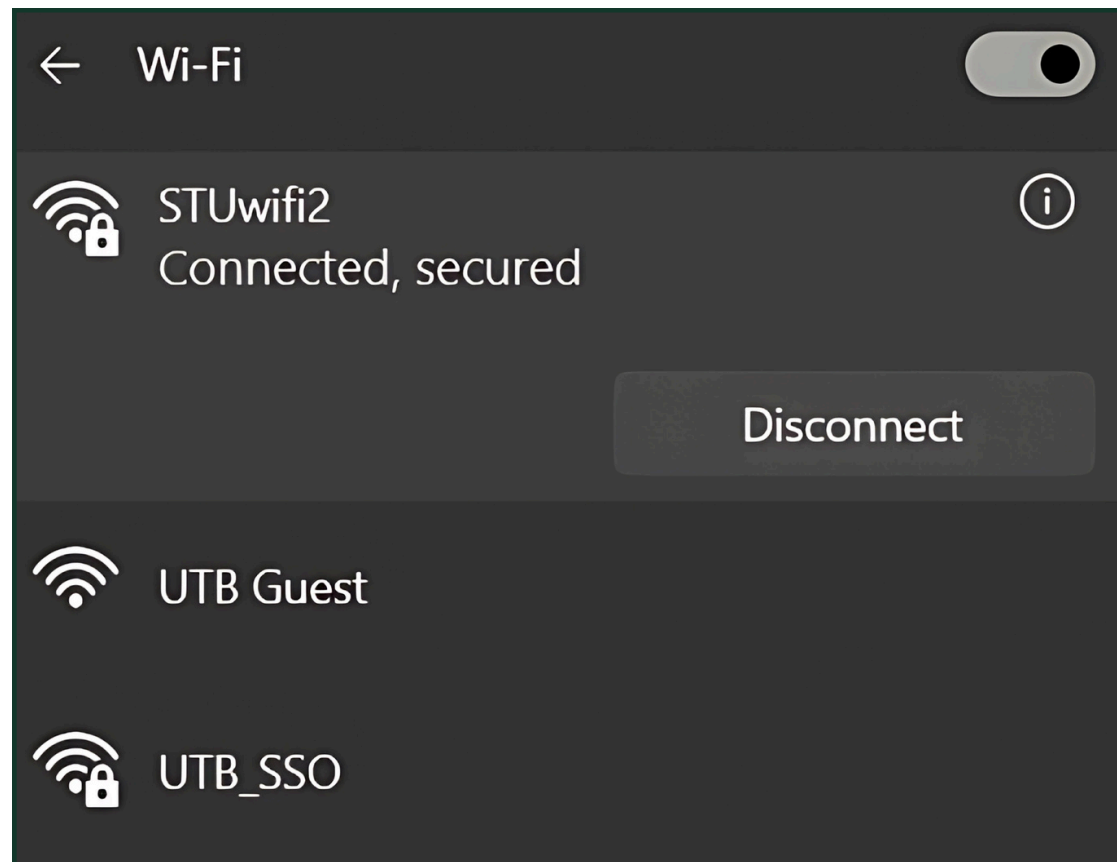 Wi-Fi
STUwifi2
Connected, secured
Disconnect
UTB Guest
UTB_SSO